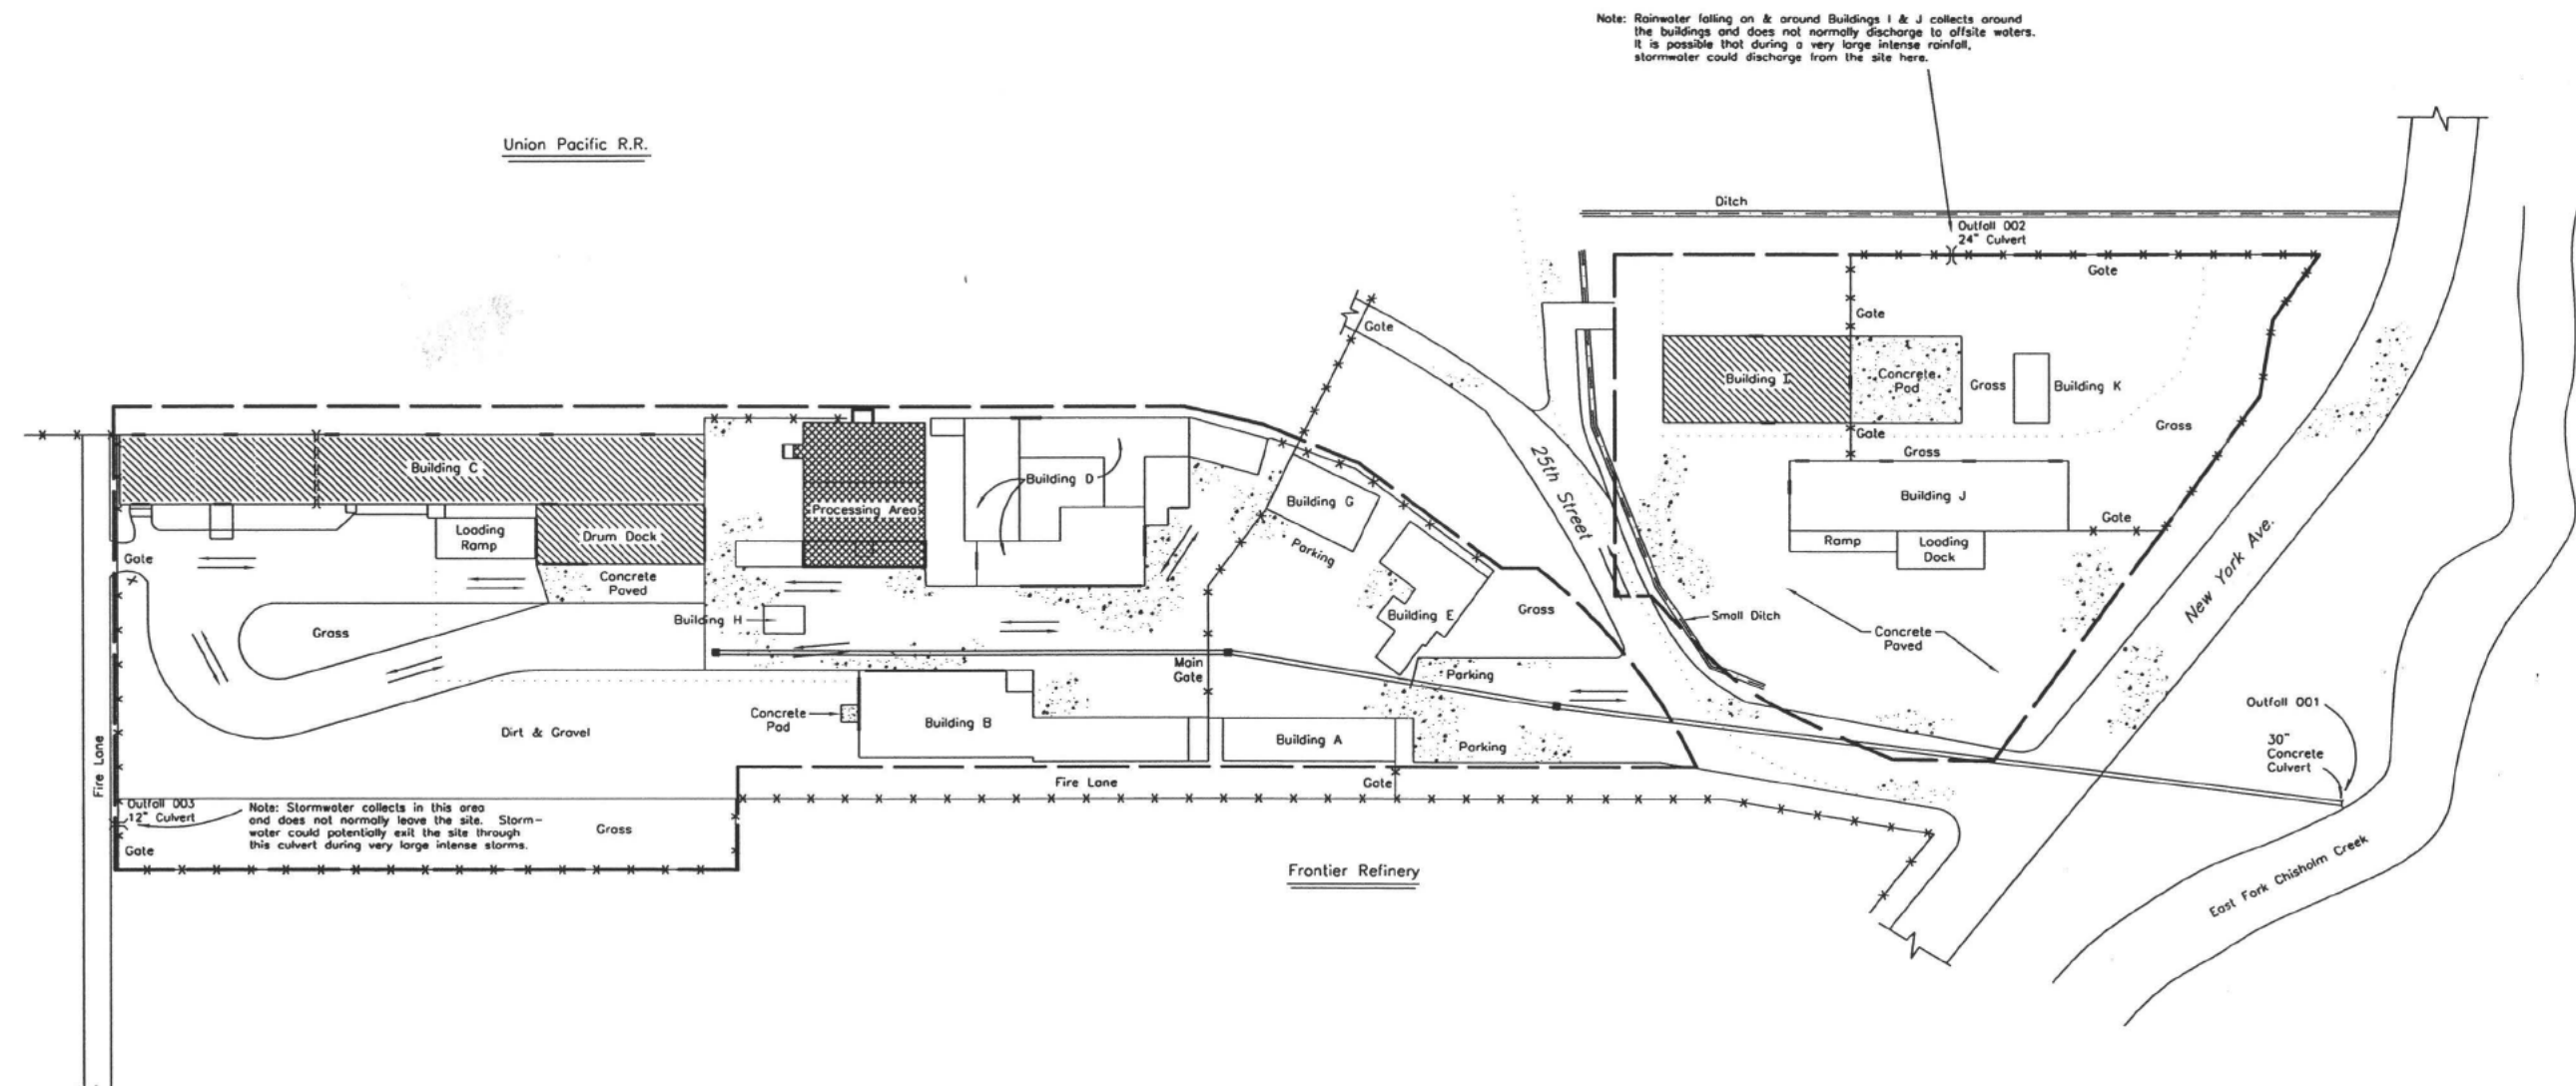 Note: Rainwater falling on & around Buildings I & J collects around
the buildings and does not normally discharge to offsite waters.
It is possible that during a very large intense rainfall,
stormwater could discharge from the site here.
Union Pacific R.R.
Ditch
Outfall 002
24" Culvert
Gate
Gate
Gate
Building I
Concrete
Pad
Grass
Building K
Gate
Grass
Grass
Building C
Building D
25th Street
Building G
Building J
Processing Area
Loading
Ramp
Drum Dock
Gate
Ramp
Loading
Dock
Parking
Gate
Concrete
Paved
New York Ave.
Building H
Building E
Grass
Small Ditch
Grass
Concrete
Paved
Main
Gate
Parking
Outfall 001
Concrete
Pad
Building B
Dirt & Gravel
Building A
Parking
30"
Concrete
Culvert
Fire Lane
Fire Lane
Gate
Outfall 003
12" Culvert
Note: Stormwater collects in this area
and does not normally leave the site. Storm-
water could potentially exit the site through
this culvert during very large intense storms.
Grass
Gate
Frontier Refinery
East Fork Chisholm Creek